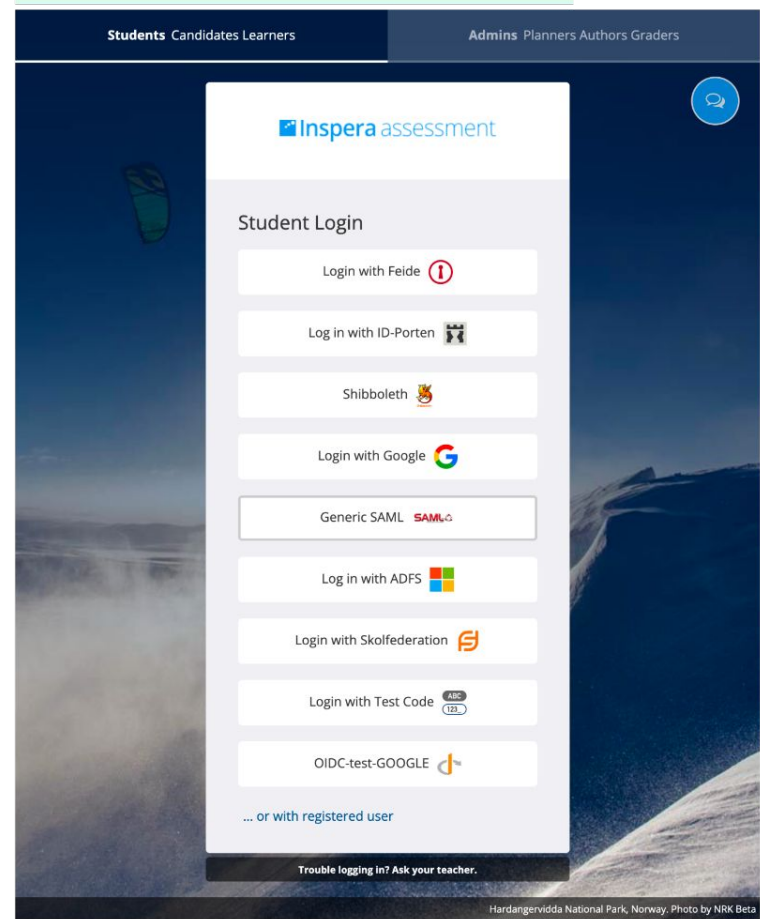 Students Candidates Learners
Admins Planners Authors Graders
Inspera assessment
Student Login
Login with Feide
Log in with ID-Porten
Shibboleth
Login with Google
Generic SAML SAML
Log in with ADFS
Login with Skolfederation
Login with Test Code ABC
123_
OIDC-test-GOOGLE
... or with registered user
Trouble logging in? Ask your teacher.
Hardangervidda National Park, Norway. Photo by NRK Beta